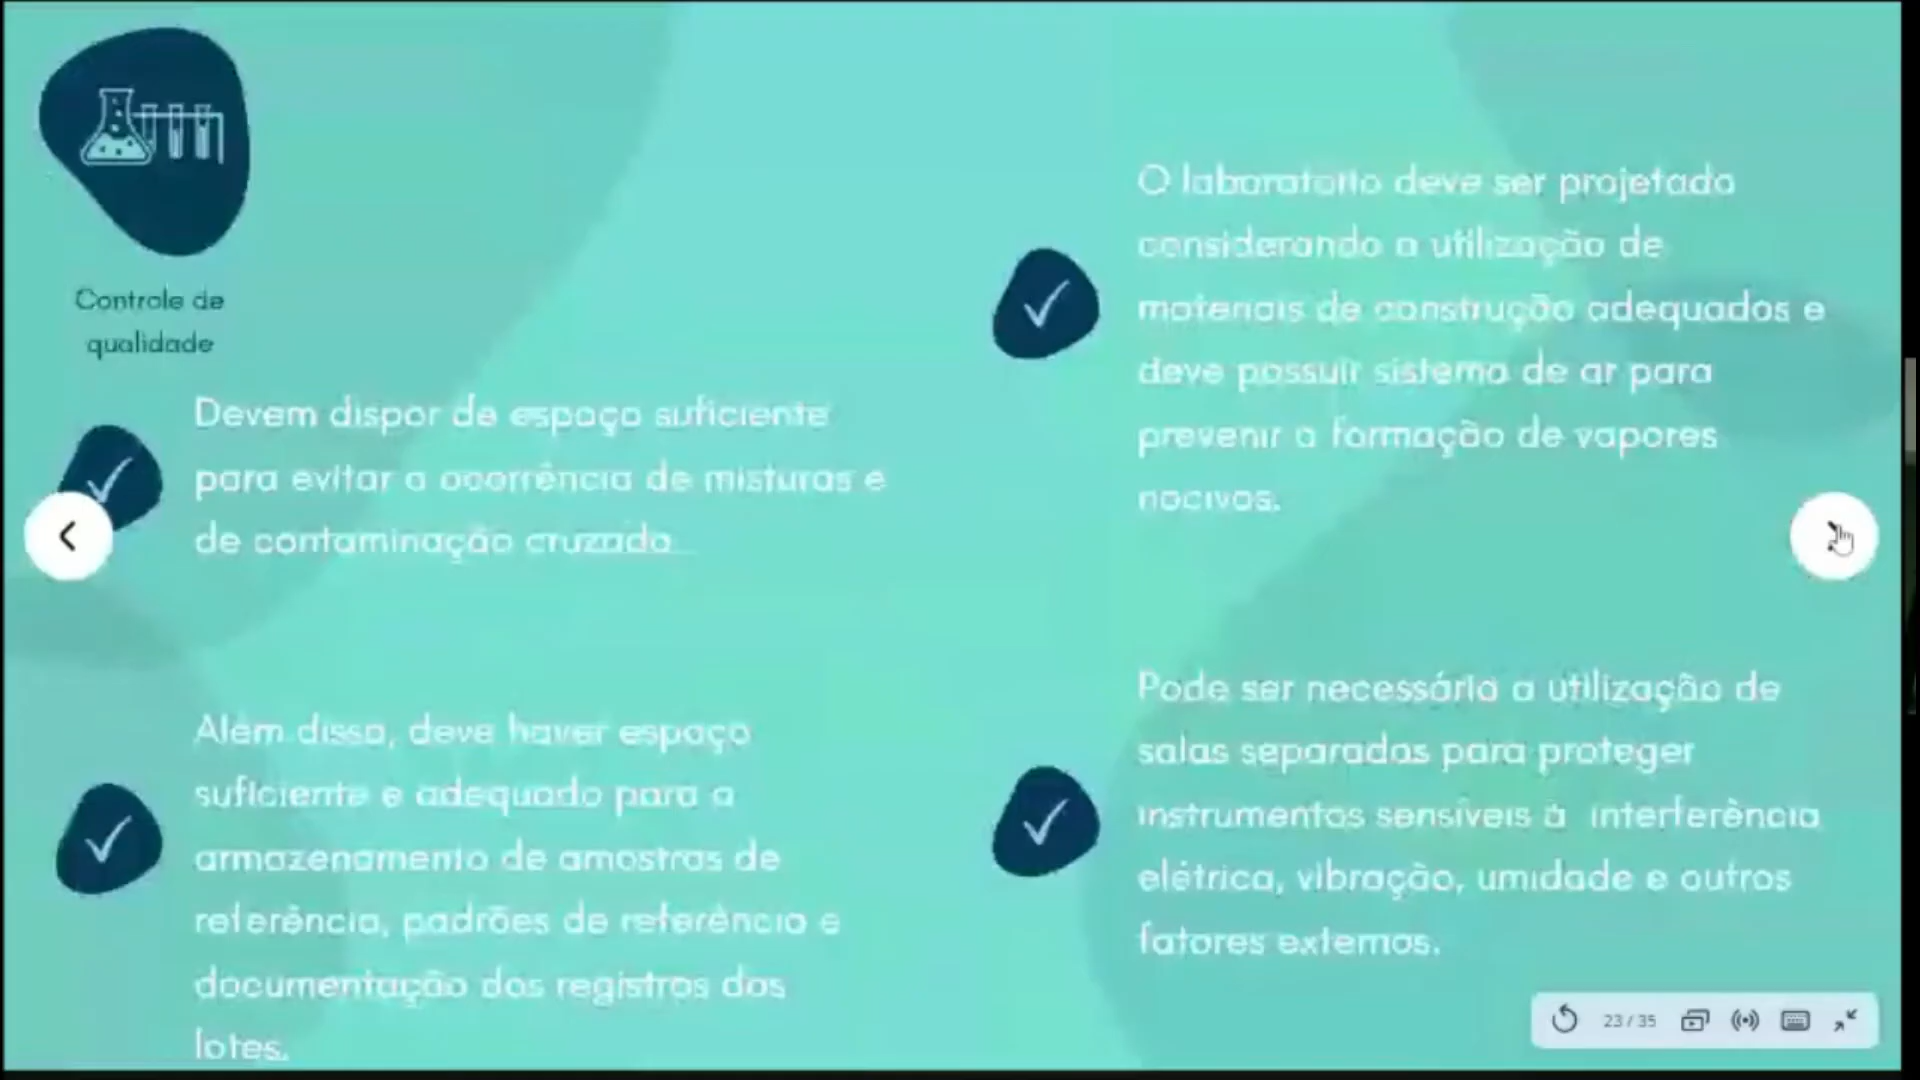 Controle de
qualidade
Devem dispor de espaço suficiente
para evitar a ocorrência de misturas e
de contaminação cruzada.
Além disso, deve haver espaço
suficiente e adequado para a
armazenamento de amostras de
referência, padrões de referência e
documentação dos registros dos
lotes.
O laboratório deve ser projetado
considerando a utilização de
materiais de construção adequados e
deve possuir sistema de ar para
prevenir a formação de vapores
nocivos.
Pode ser necessária a utilização de
salas separadas para proteger
instrumentos sensíveis à interferência
elétrica, vibração, umidade e outros
fatores externos.
23 / 35